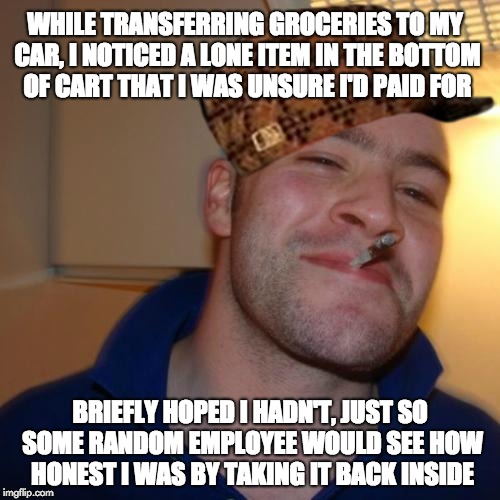 WHILE TRANSFERRING GROCERIES TO MY
CAR, I NOTICED A LONE ITEM IN THE BOTTOM
OF CART THAT I WAS UNSURE I'D PAID FOR
BRIEFLY HOPED I HADN'T, JUST SO
SOME RANDOM EMPLOYEE WOULD SEE HOW
HONEST I WAS BY TAKING IT BACK INSIDE
imgflip.com